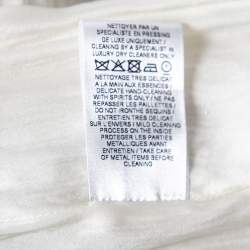 NETTOYER PAR UN
SPECIALISTE EN PRESSING
DE LUXE UNIQUEMENT /
CLEANING BY A SPECIALIST IN
LUXURY DRY CLEANERS ONLY
NETTOYAGE TRES DELICAT
A LA MAIN AUX ESSENCES /
DELICATE HAND-CLEANING
WITH SPIRITS ONLY / NE PAS
REPASSER LES PAILLETTES /
DO NOT IRON THE SEQUINS /
ENTRETIEN TRES DELICAT
SUR L'ENVERS / MILD CLEANING
PROCESS ON THE INSIDE
PROTEGER LES PARTIES
METALLIQUES AVANT
ENTRETIEN / TAKE CARE
OF METAL ITEMS BEFORE
CLEANING